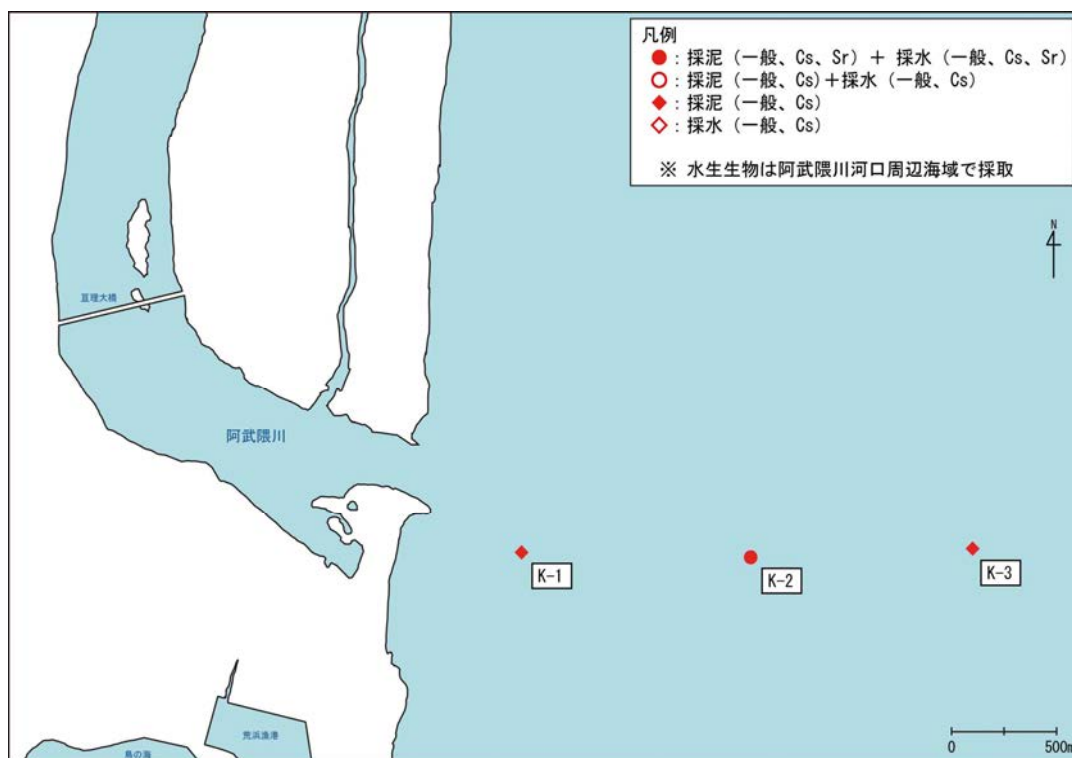 凡例
●：採泥（一般、Cs、Sr）＋ 採水（一般、Cs、Sr）
○：採泥（一般、Cs）＋採水（一般、Cs）
◆：採泥（一般、Cs）
◇：採水（一般、Cs）
※ 水生生物は阿武隈川河口周辺海域で採取
N
亘理大橋
阿武隈川
K-1
K-2
K-3
荒浜漁港
鳥の海
0
500m